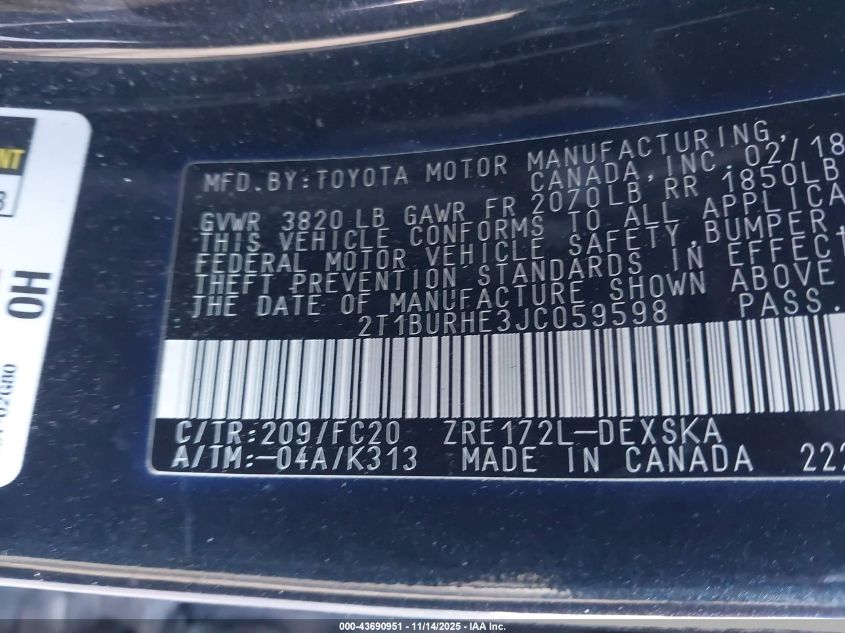 MFD.BY:TOYOTA MOTOR MANUFACTURING,
CANADA,INC 02/18
GVWR 3820 LB GAWR FR 2070LB RR 1850LB
THIS VEHICLE CONFORMS TO ALL APPLICA
FEDERAL MOTOR VEHICLE SAFETY,BUMPER,
THEFT PREVENTION STANDARDS IN EFFECT
THE DATE OF MANUFACTURE SHOWN ABOVE
2T1BURHE3JC059598 PASS.
C/TR:209/FC20 ZRE172L-DEXSKA
A/TM:-04A/K313 MADE IN CANADA 222
NT
OH
000-43690951 - 11/14/2025 - IAA Inc.